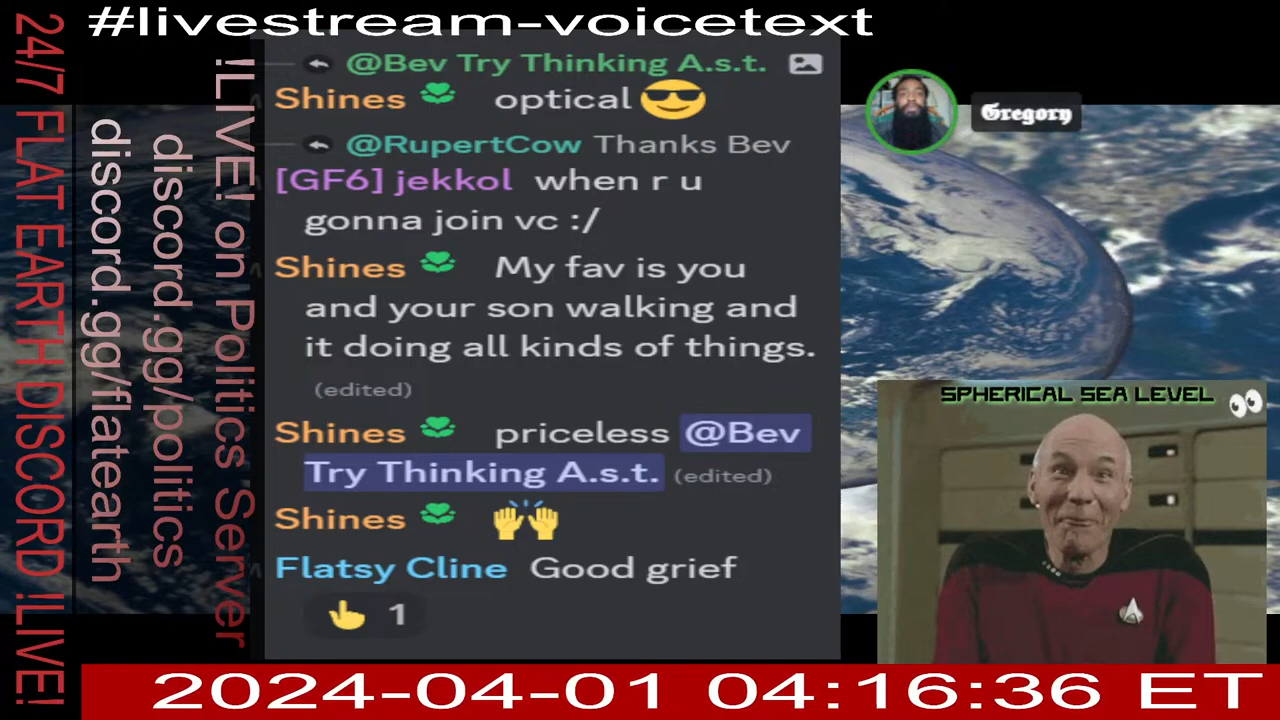 #livestream-voicetext
24/7 FLAT EARTH DISCORD !LIVE!
discord.gg/flatearth
discord.gg/politics
!LIVE! on Politics Server
@Bev Try Thinking A.s.t.
Shines optical 😎
@RupertCow Thanks Bev
[GF6] jekkol when r u
gonna join vc :/
Shines My fav is you
and your son walking and
it doing all kinds of things.
(edited)
Shines priceless @Bev
Try Thinking A.s.t. (edited)
Shines 🙌
Flatsy Cline Good grief
👆 1
Gregory
SPHERICAL SEA LEVEL 👀
2024-04-01 04:16:36 ET